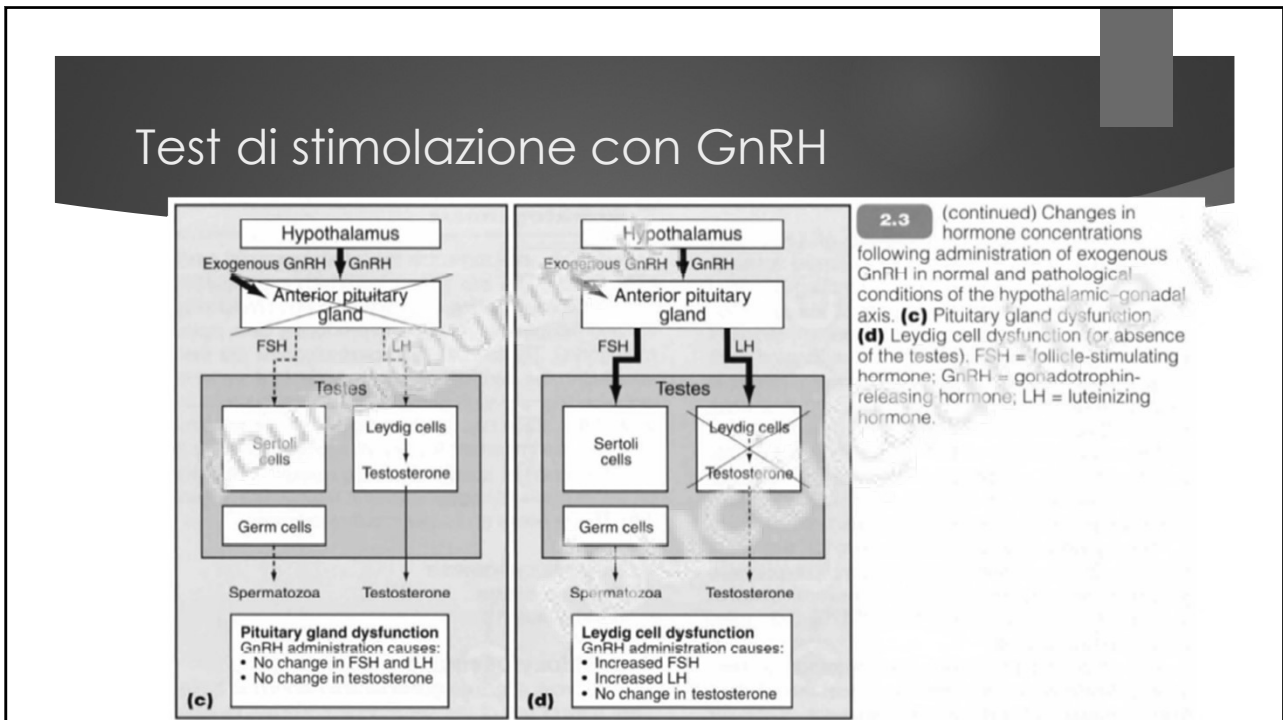 Test di stimolazione con GnRH
Hypothalamus
Exogenous GnRH GnRH
Anterior pituitary
gland
FSH LH
Testes
Sertoli
cells
Leydig cells
Testosterone
Germ cells
Spermatozoa Testosterone
Pituitary gland dysfunction
GnRH administration causes:
• No change in FSH and LH
• No change in testosterone
(c)
Hypothalamus
Exogenous GnRH GnRH
Anterior pituitary
gland
FSH LH
Testes
Sertoli
cells
Leydig cells
Testosterone
Germ cells
Spermatozoa Testosterone
Leydig cell dysfunction
GnRH administration causes:
• Increased FSH
• Increased LH
• No change in testosterone
(d)
2.3 (continued) Changes in
hormone concentrations
following administration of exogenous
GnRH in normal and pathological
conditions of the hypothalamic–gonadal
axis. (c) Pituitary gland dysfunction.
(d) Leydig cell dysfunction (or absence
of the testes). FSH = follicle-stimulating
hormone; GnRH = gonadotrophin-
releasing hormone; LH = luteinizing
hormone.